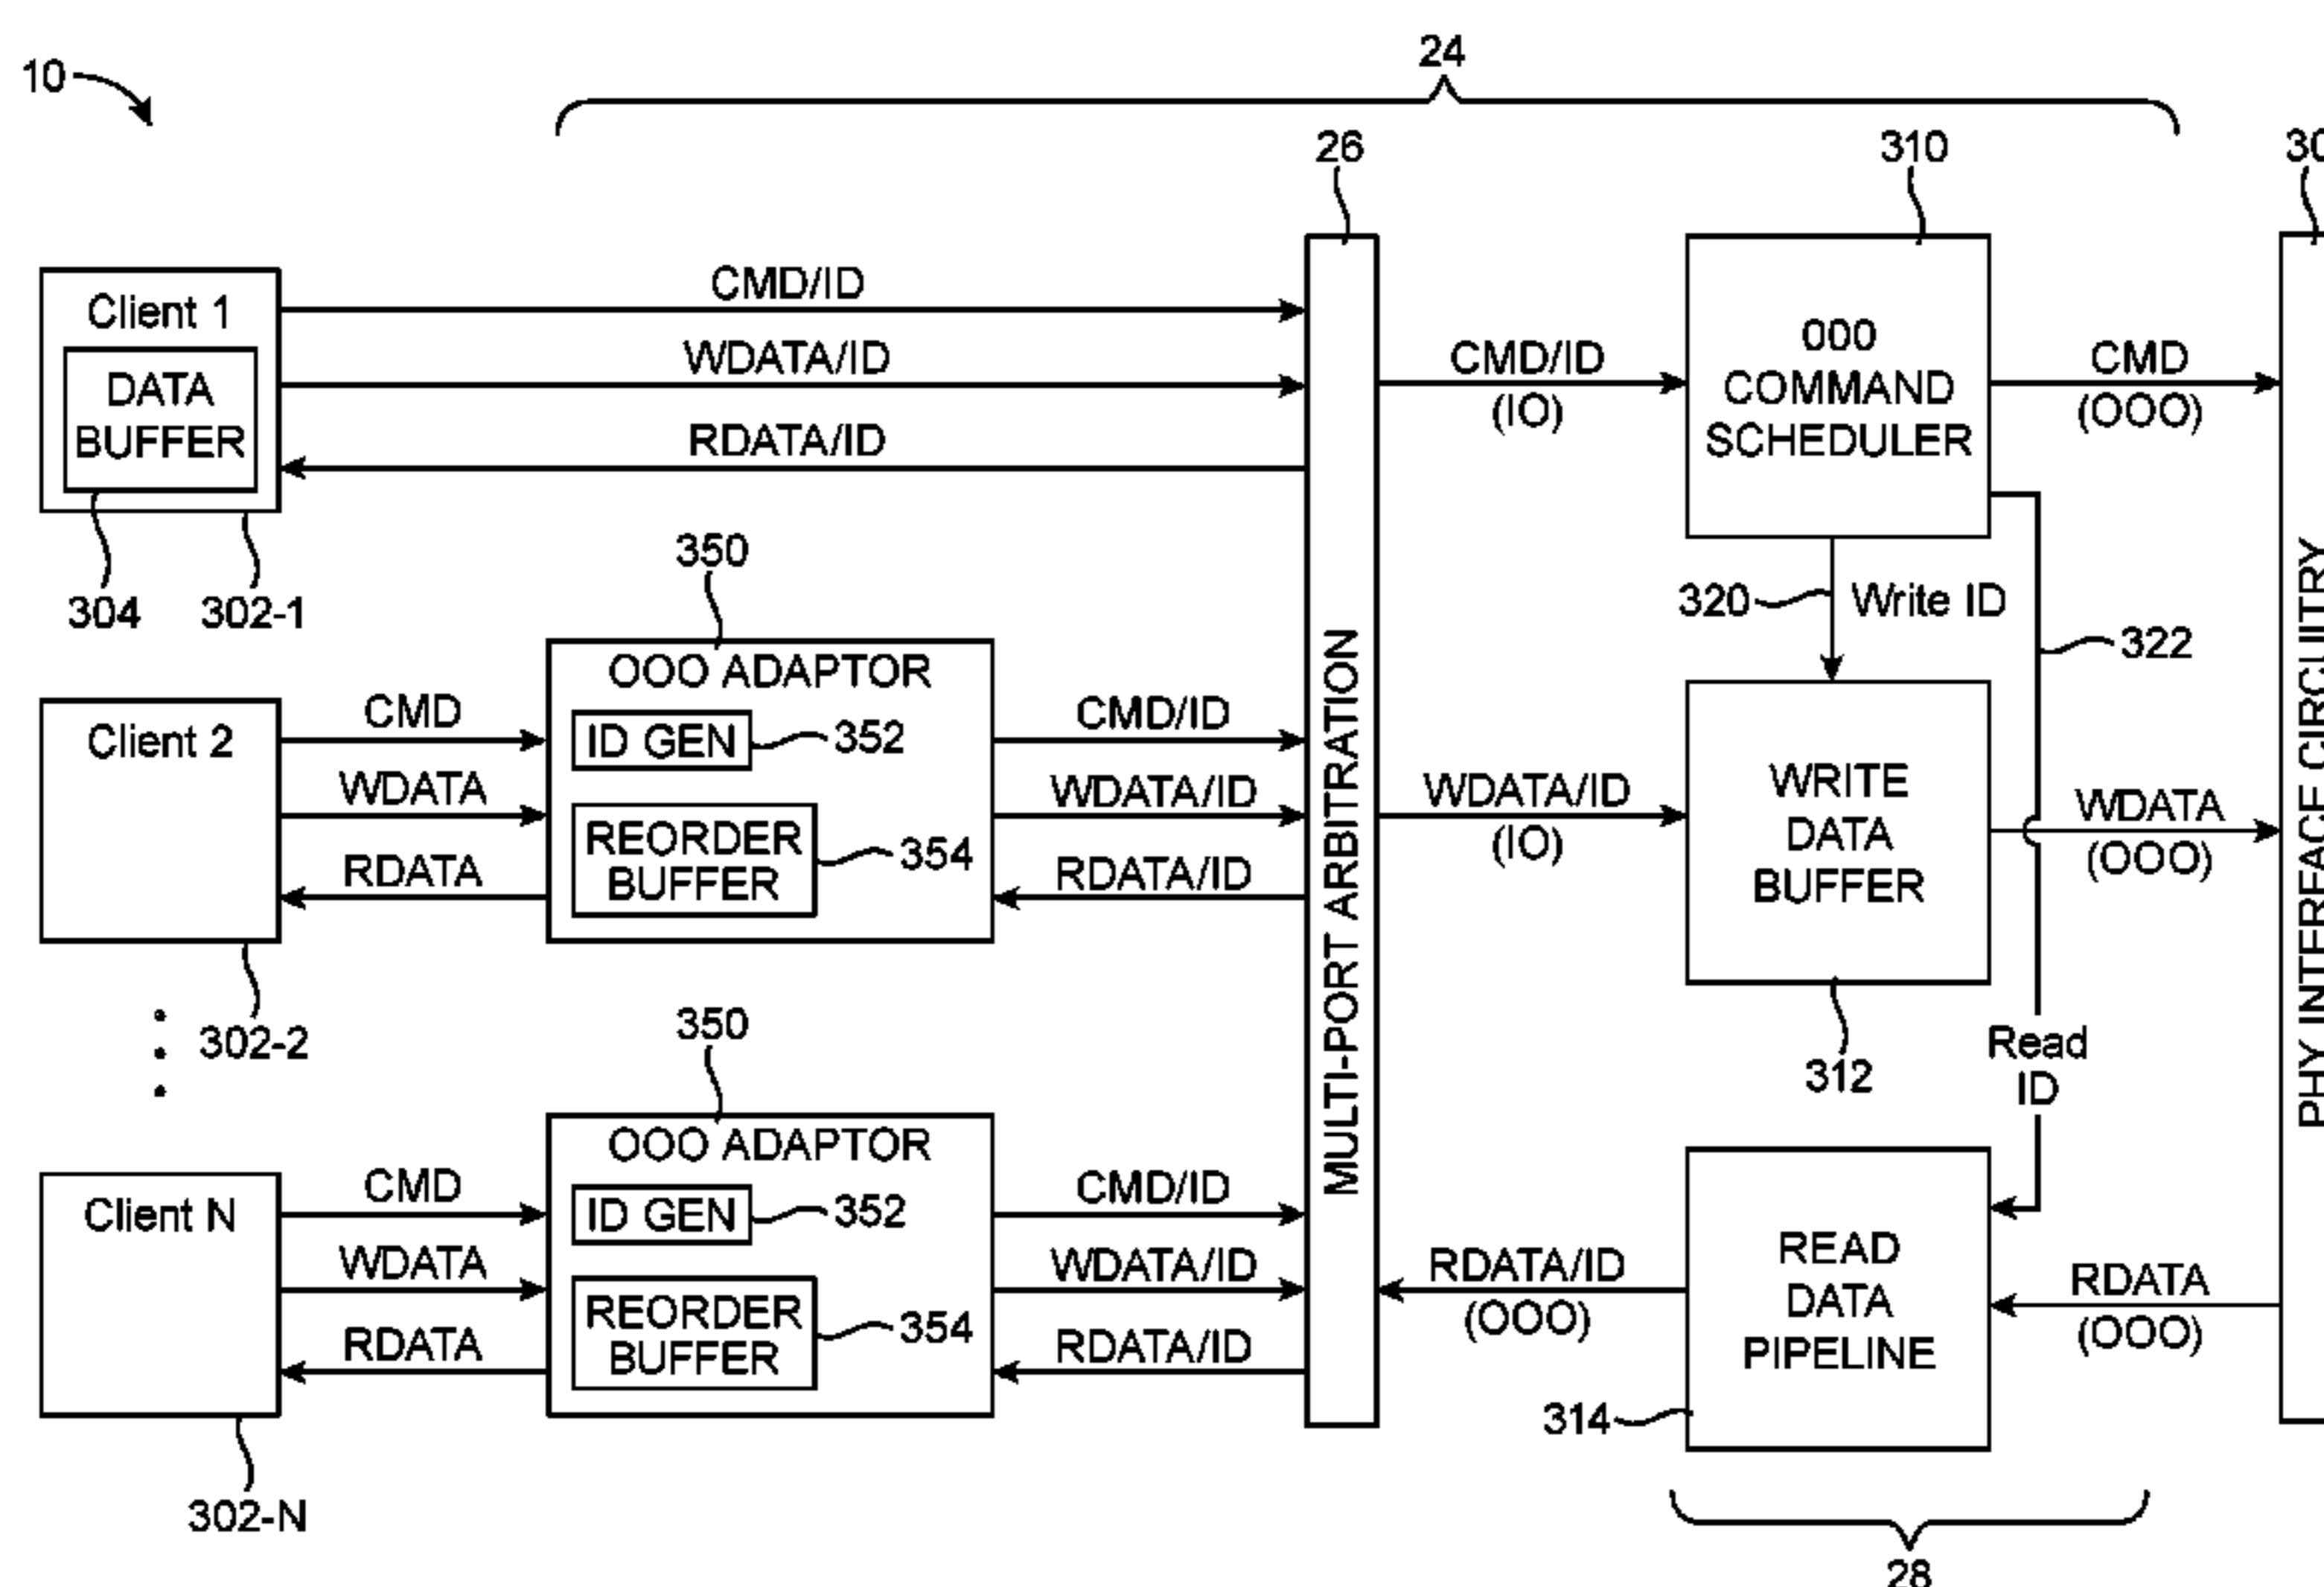 10
24
26
310
30
Client 1
DATA
BUFFER
304
302-1
CMD/ID
WDATA/ID
RDATA/ID
CMD/ID
(IO)
000
COMMAND
SCHEDULER
CMD
(OOO)
320
Write ID
322
350
OOO ADAPTOR
ID GEN
352
REORDER
BUFFER
354
Client 2
302-2
CMD
WDATA
RDATA
CMD/ID
WDATA/ID
RDATA/ID
MULTI-PORT ARBITRATION
WDATA/ID
(IO)
WRITE
DATA
BUFFER
312
WDATA
(OOO)
Read
ID
PHY INTERFACE CIRCUITRY
350
OOO ADAPTOR
ID GEN
352
REORDER
BUFFER
354
Client N
302-N
CMD
WDATA
RDATA
CMD/ID
WDATA/ID
RDATA/ID
RDATA/ID
(OOO)
READ
DATA
PIPELINE
314
RDATA
(OOO)
28